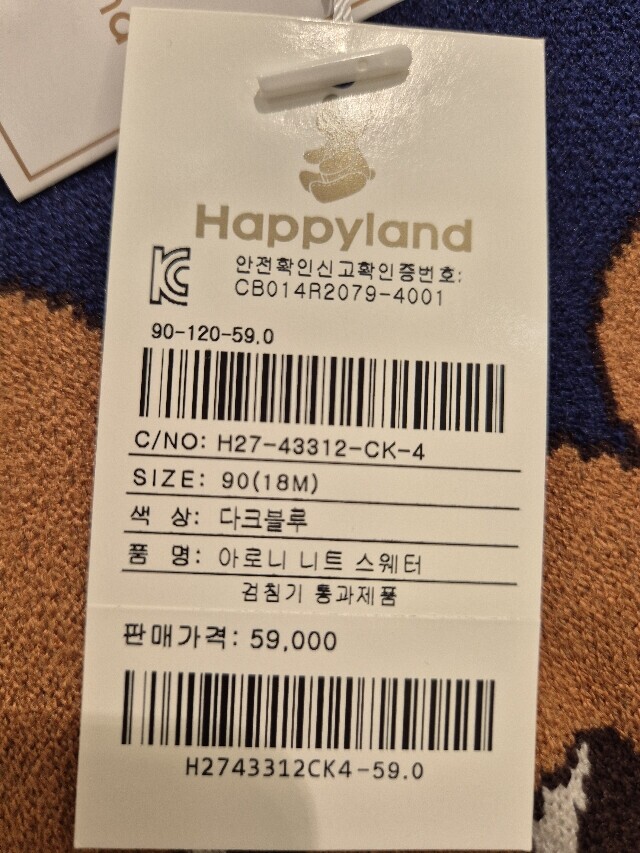 Happyland
안전확인신고확인증번호:
CB014R2079-4001
90-120-59.0
C/NO: H27-43312-CK-4
SIZE: 90(18M)
색 상: 다크블루
품 명: 아로니 니트 스웨터
검침기 통과제품
판매가격: 59,000
H2743312CK4-59.0